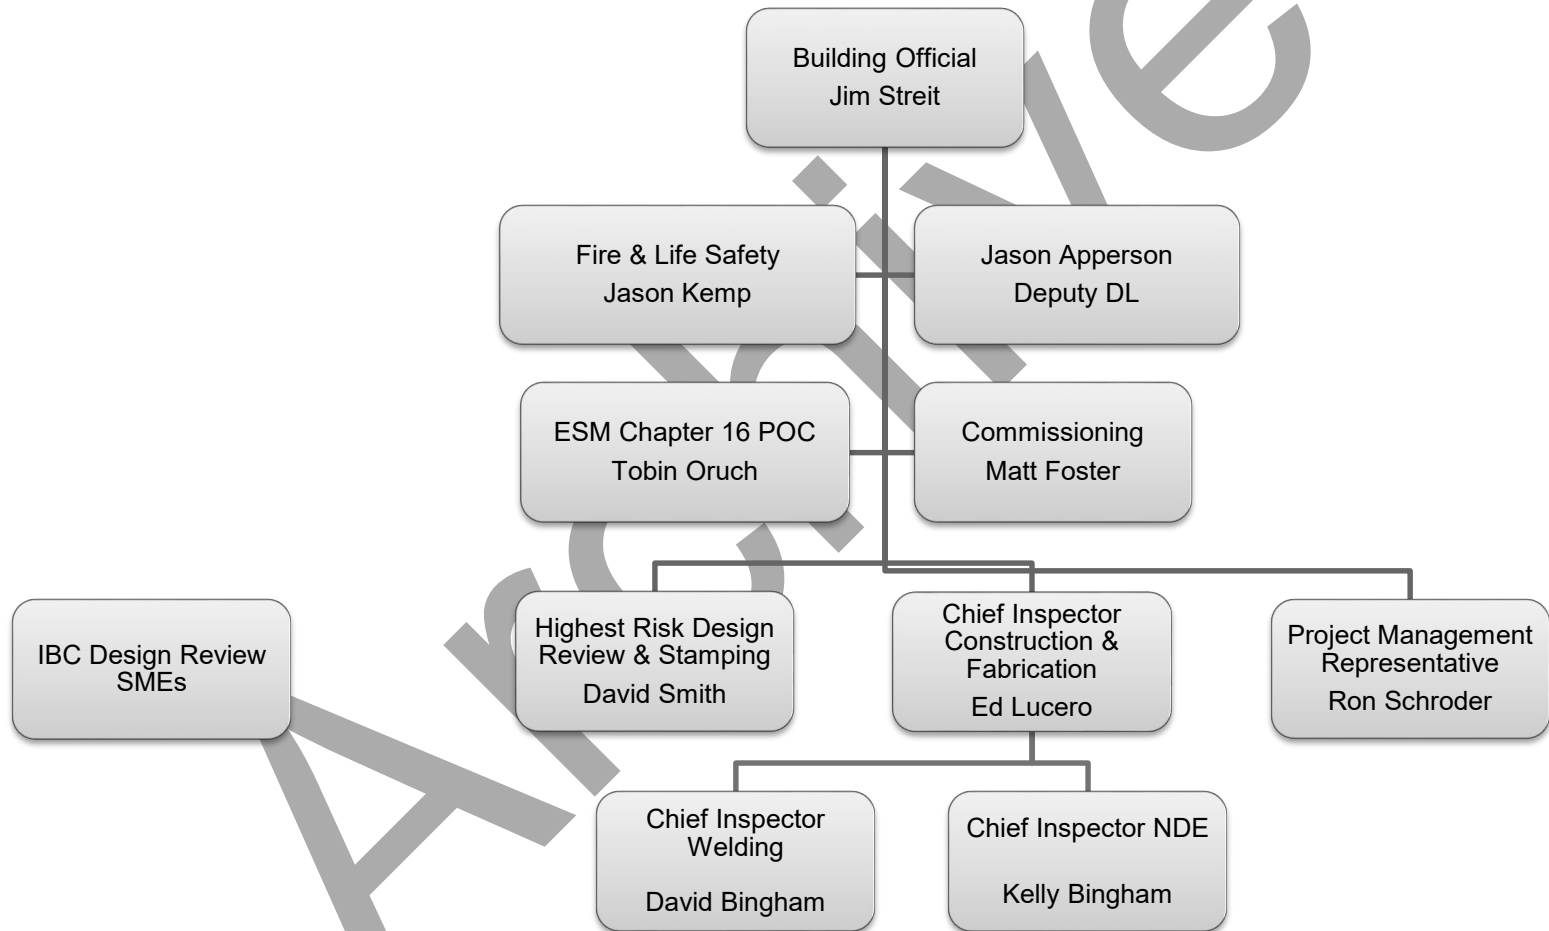 Building Official
Jim Streit
Fire & Life Safety
Jason Kemp
Jason Apperson
Deputy DL
ESM Chapter 16 POC
Tobin Oruch
Commissioning
Matt Foster
IBC Design Review
SMEs
Highest Risk Design
Review & Stamping
David Smith
Chief Inspector
Construction &
Fabrication
Ed Lucero
Project Management
Representative
Ron Schroder
Chief Inspector
Welding
David Bingham
Chief Inspector NDE
Kelly Bingham
Archive